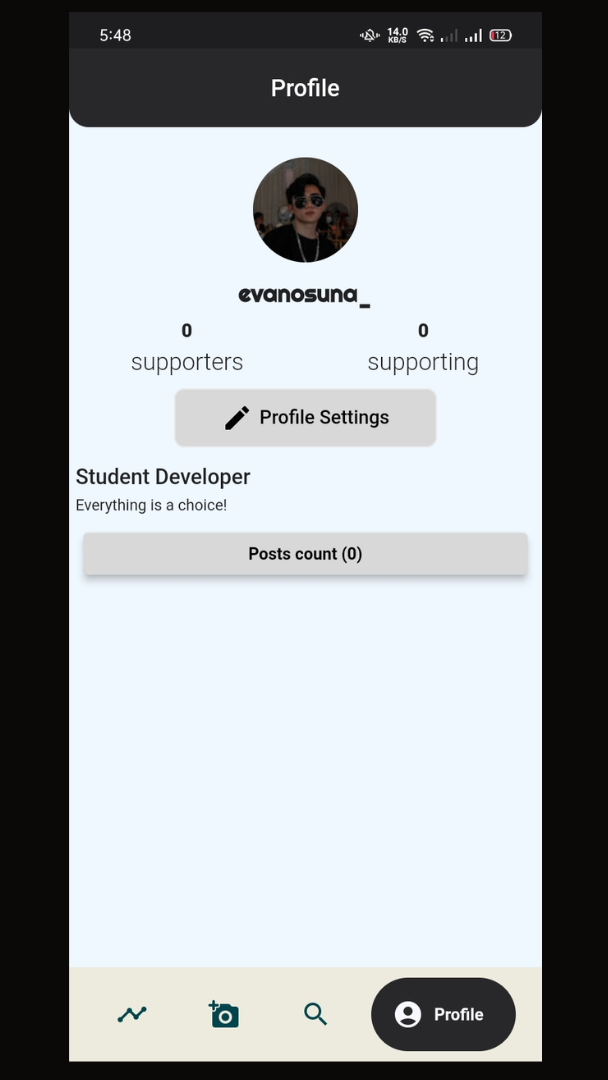 5:48 14.0 KB/S 12
Profile
evanosuna_
0 0
supporters supporting
Profile Settings
Student Developer
Everything is a choice!
Posts count (0)
Profile